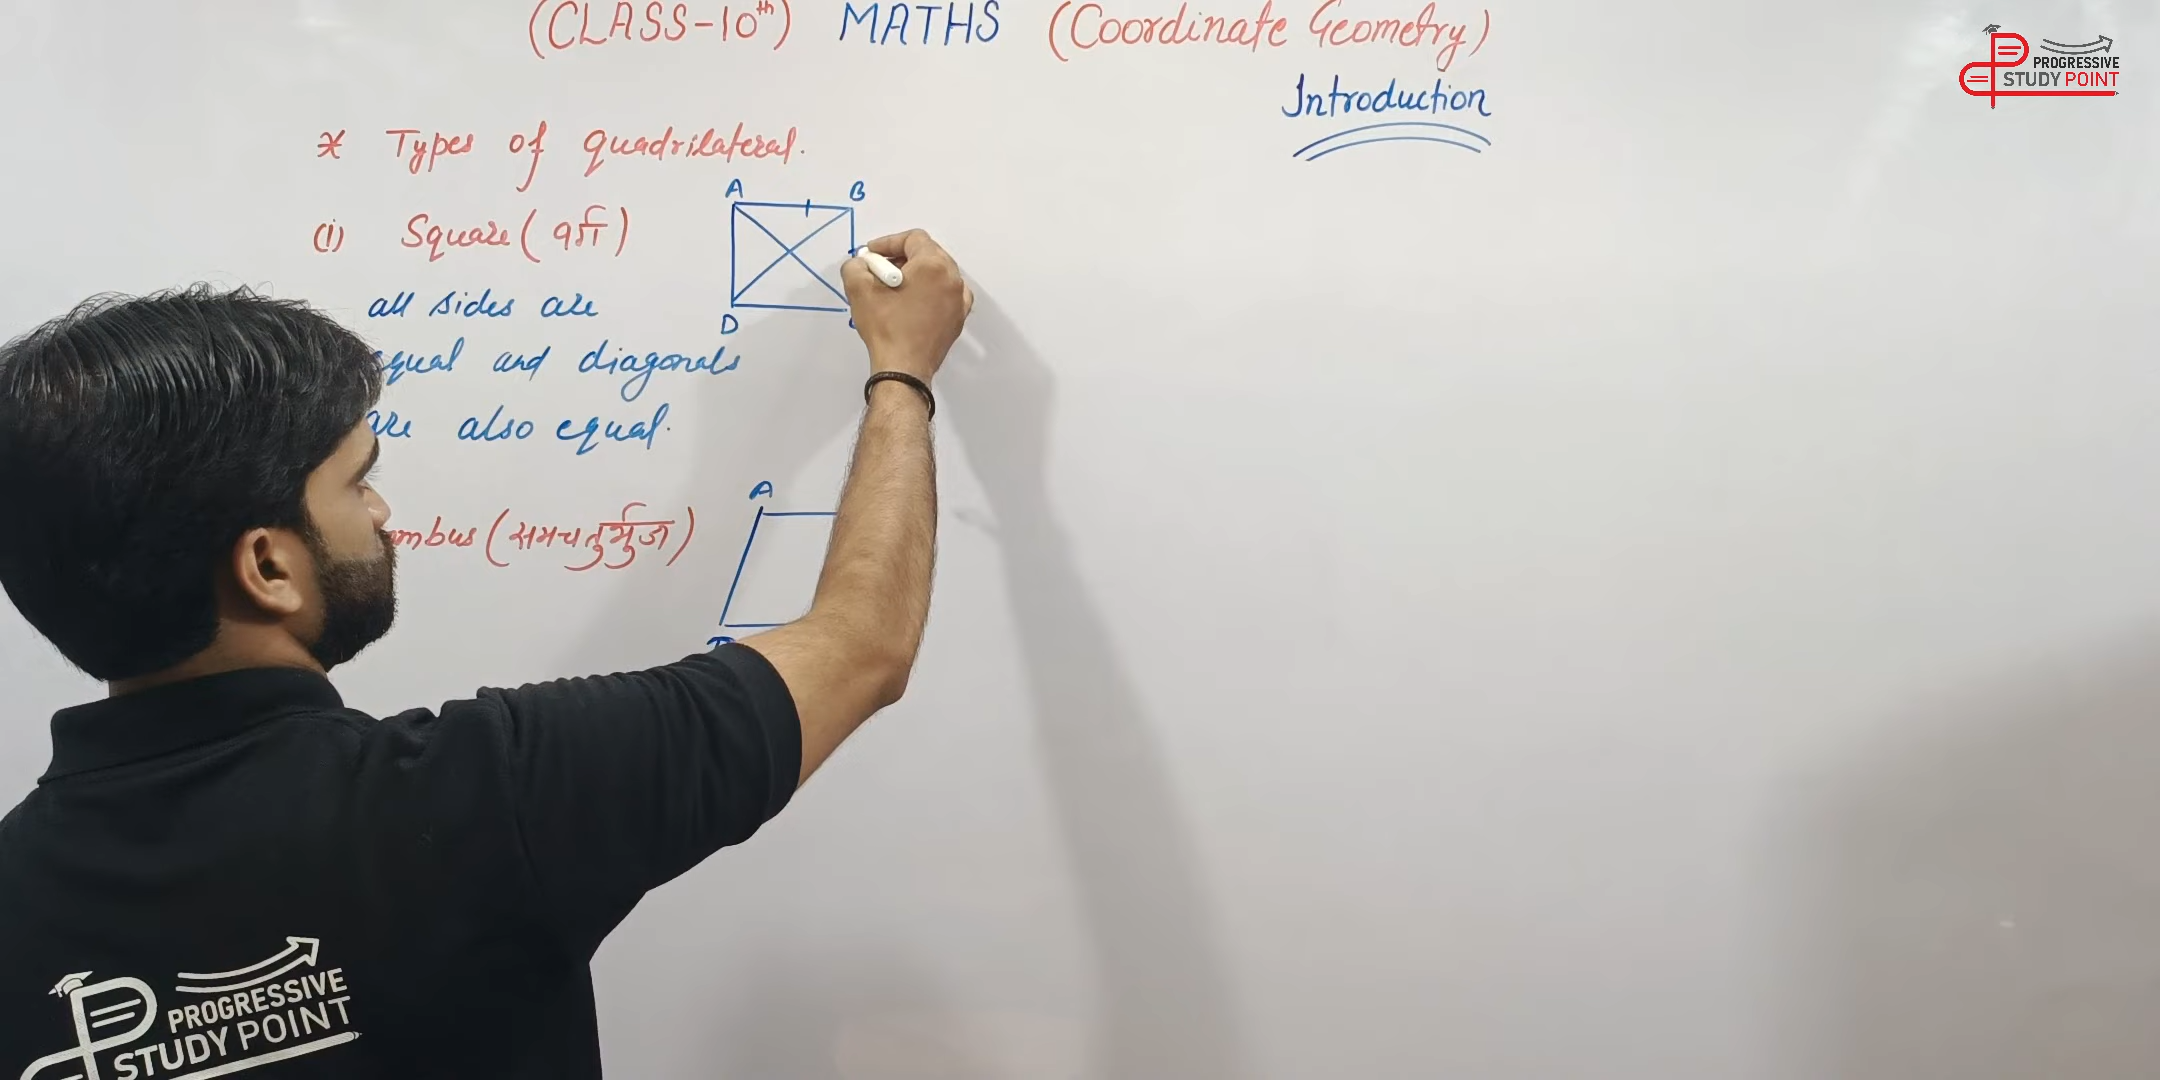 (CLASS-10th) MATHS (Coordinate Geometry)
Introduction
PROGRESSIVE
STUDY POINT
* Types of quadrilateral.
A B
(i) Square (वर्ग)
D
all sides are
equal and diagonals
are also equal.
A
(समचतुर्भुज)
PROGRESSIVE
STUDY POINT